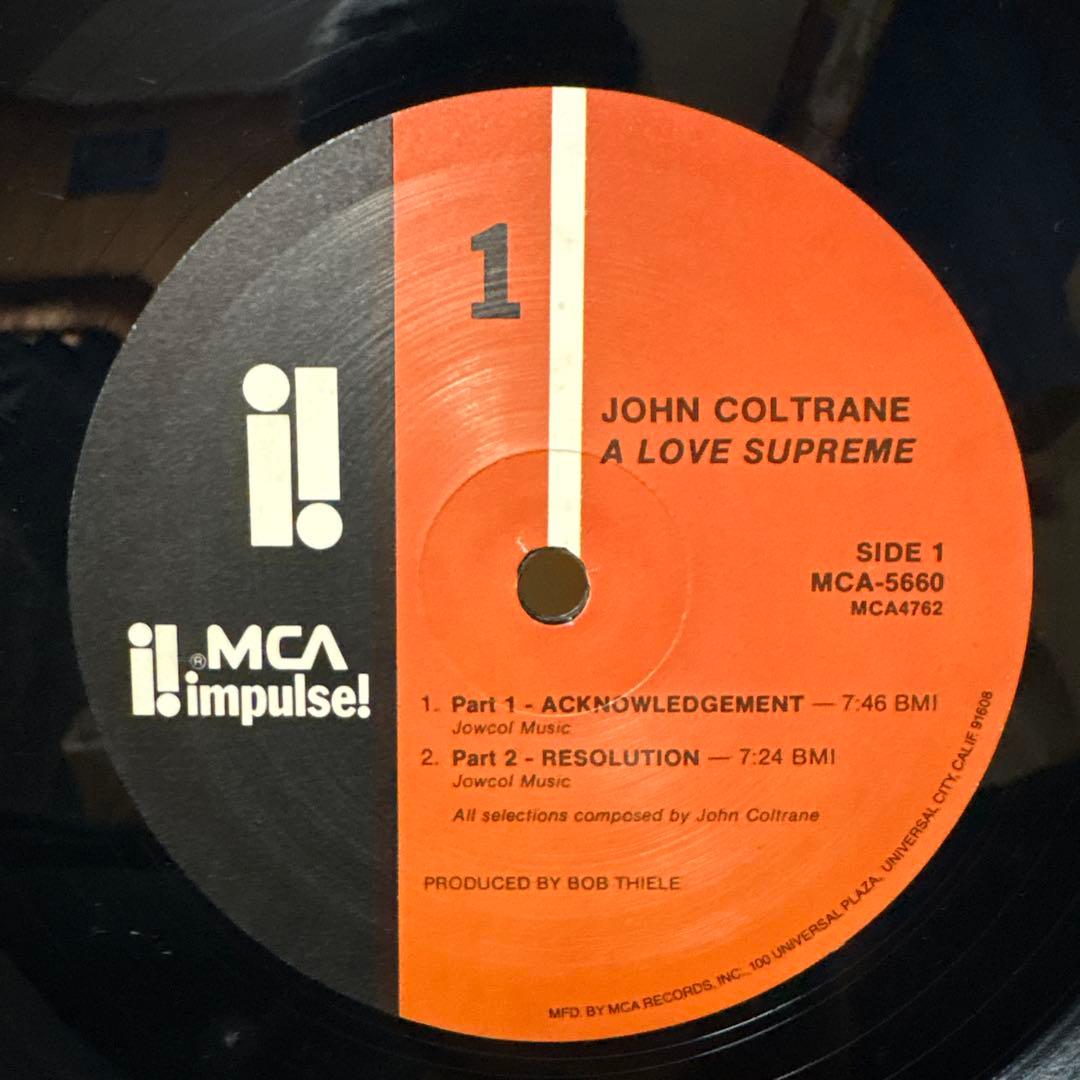 1
JOHN COLTRANE
A LOVE SUPREME
SIDE 1
MCA-5660
MCA4762
i!
i! ®MCA
impulse!
1. Part 1 - ACKNOWLEDGEMENT — 7:46 BMI
Jowcol Music
2. Part 2 - RESOLUTION — 7:24 BMI
Jowcol Music
All selections composed by John Coltrane
PRODUCED BY BOB THIELE
MFD. BY MCA RECORDS, INC., 100 UNIVERSAL PLAZA, UNIVERSAL CITY, CALIF. 91608